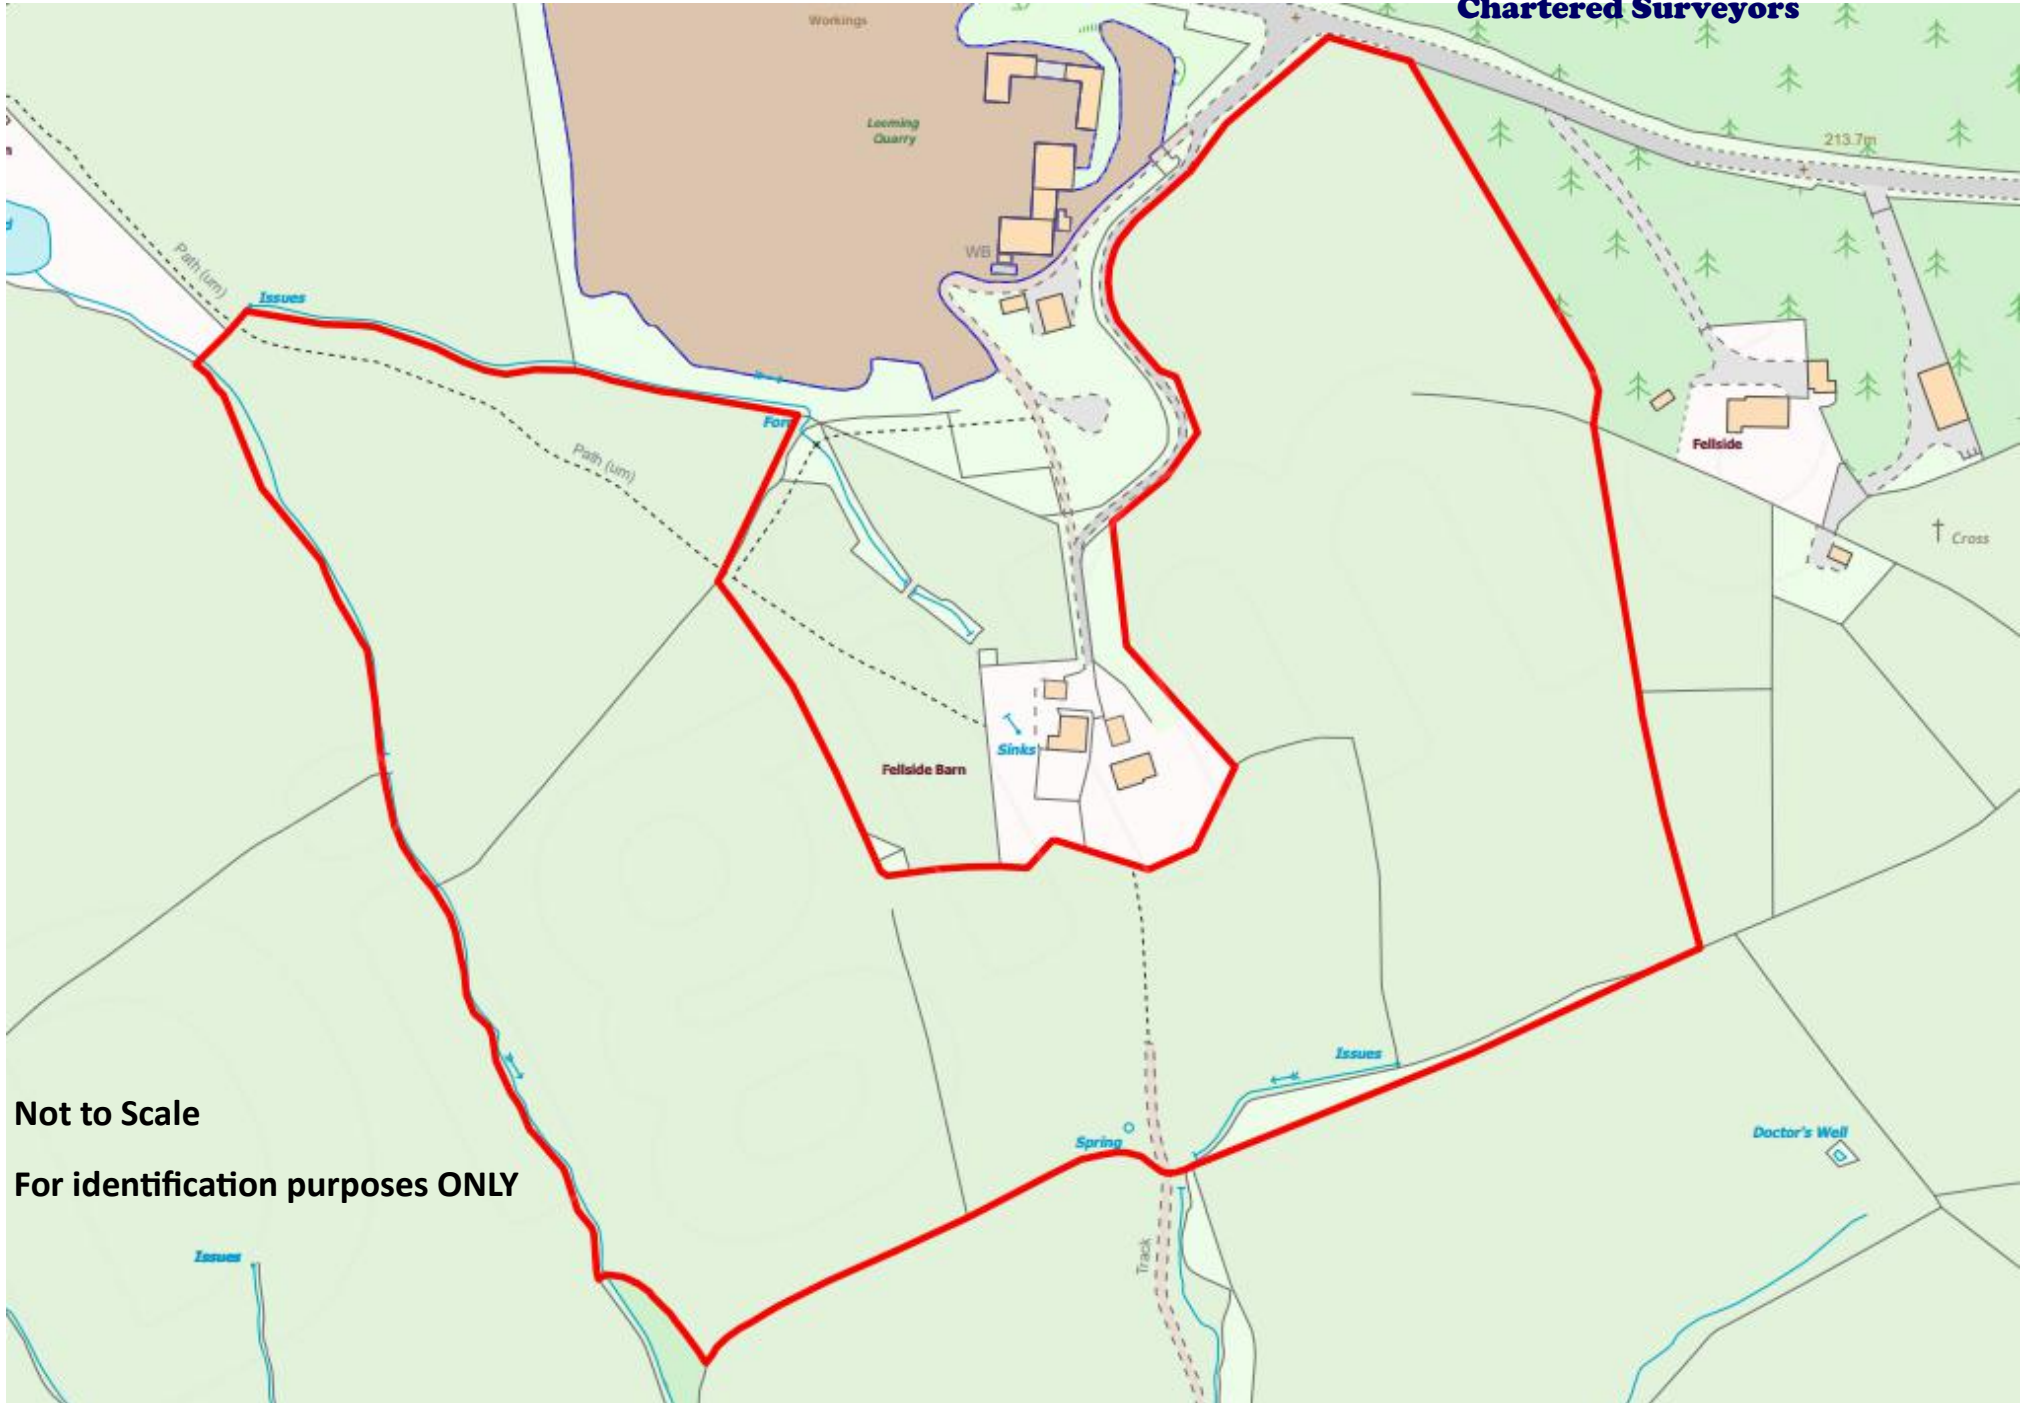 Chartered Surveyors
Workings
Leeming
Quarry
213.7m
WB
Path (um)
Issues
Path (um)
Fellside
Cross
Sinks
Fellside Barn
Issues
Not to Scale
Spring
Doctor's Well
For identification purposes ONLY
Track
Issues